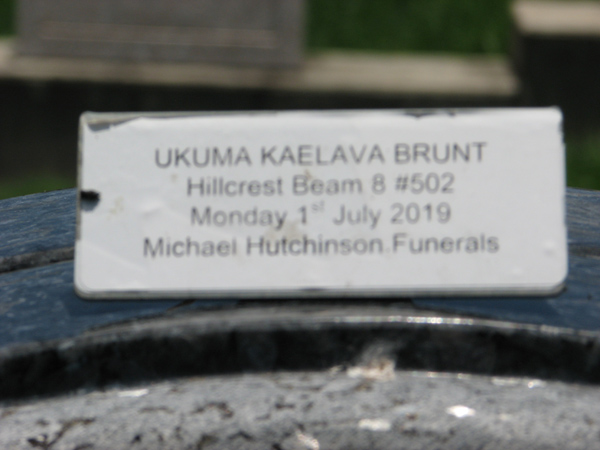 UKUMA KAELAVA BRUNT
Hillcrest Beam 8 #502
Monday 1st July 2019
Michael Hutchinson Funerals